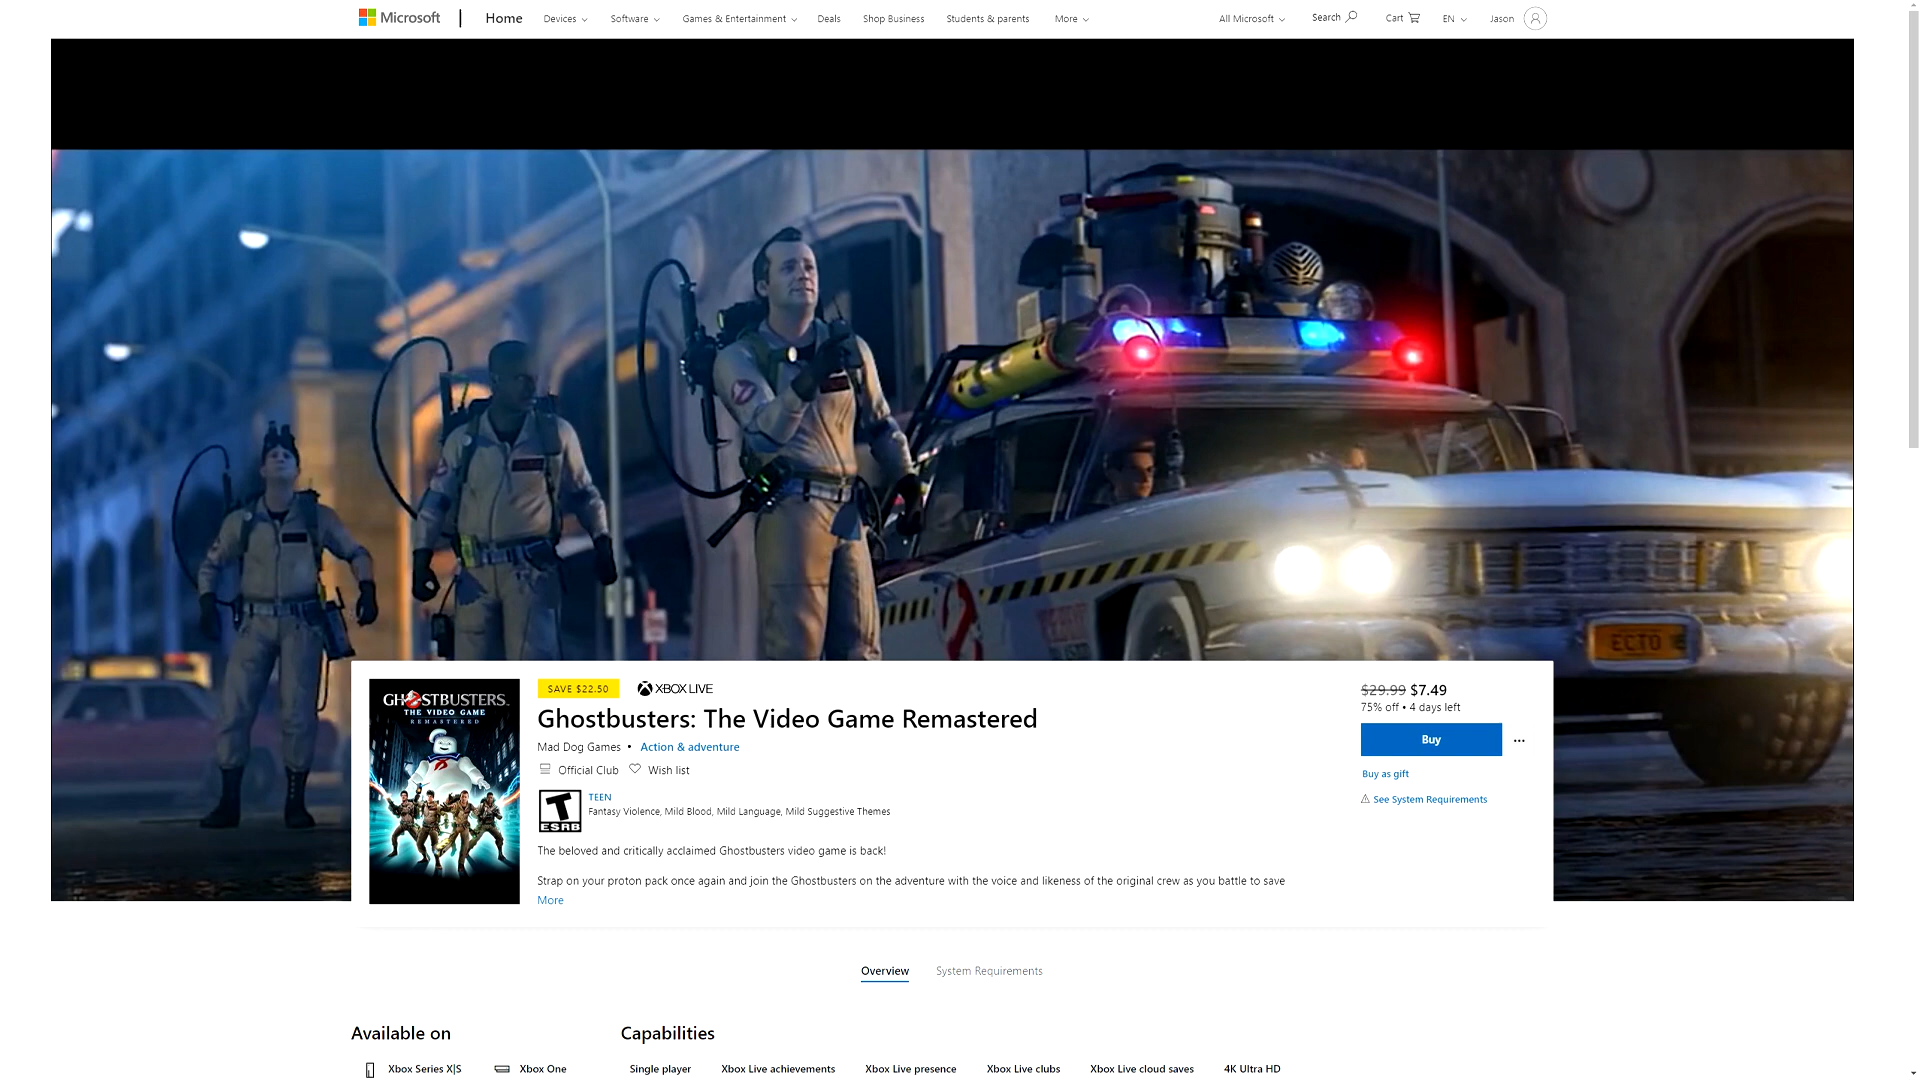 Microsoft Home Devices Software Games & Entertainment Deals Shop Business Students & parents More All Microsoft Search Cart EN Jason
ECTO
GHOSTBUSTERS
THE VIDEO GAME
REMASTERED
SAVE $22.50 XBOX LIVE
Ghostbusters: The Video Game Remastered
Mad Dog Games • Action & adventure
Official Club Wish list
T
ESRB
TEEN
Fantasy Violence, Mild Blood, Mild Language, Mild Suggestive Themes
The beloved and critically acclaimed Ghostbusters video game is back!
Strap on your proton pack once again and join the Ghostbusters on the adventure with the voice and likeness of the original crew as you battle to save
More
$29.99 $7.49
75% off • 4 days left
Buy ...
Buy as gift
See System Requirements
Overview System Requirements
Available on
Xbox Series X|S Xbox One
Capabilities
Single player Xbox Live achievements Xbox Live presence Xbox Live clubs Xbox Live cloud saves 4K Ultra HD